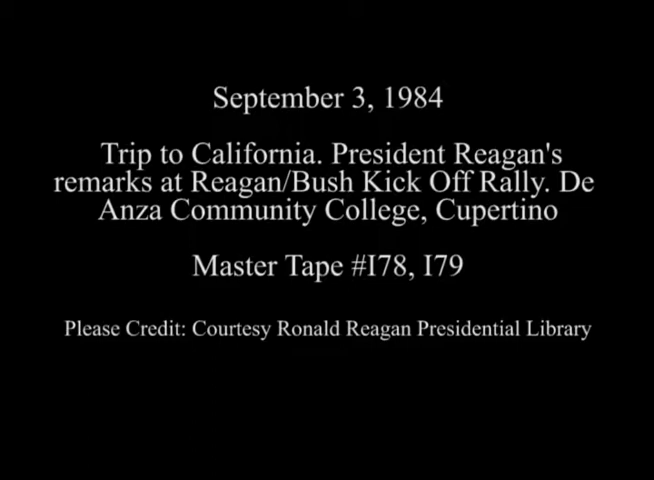 September 3, 1984
Trip to California. President Reagan's
remarks at Reagan/Bush Kick Off Rally. De
Anza Community College, Cupertino
Master Tape #I78, I79
Please Credit: Courtesy Ronald Reagan Presidential Library